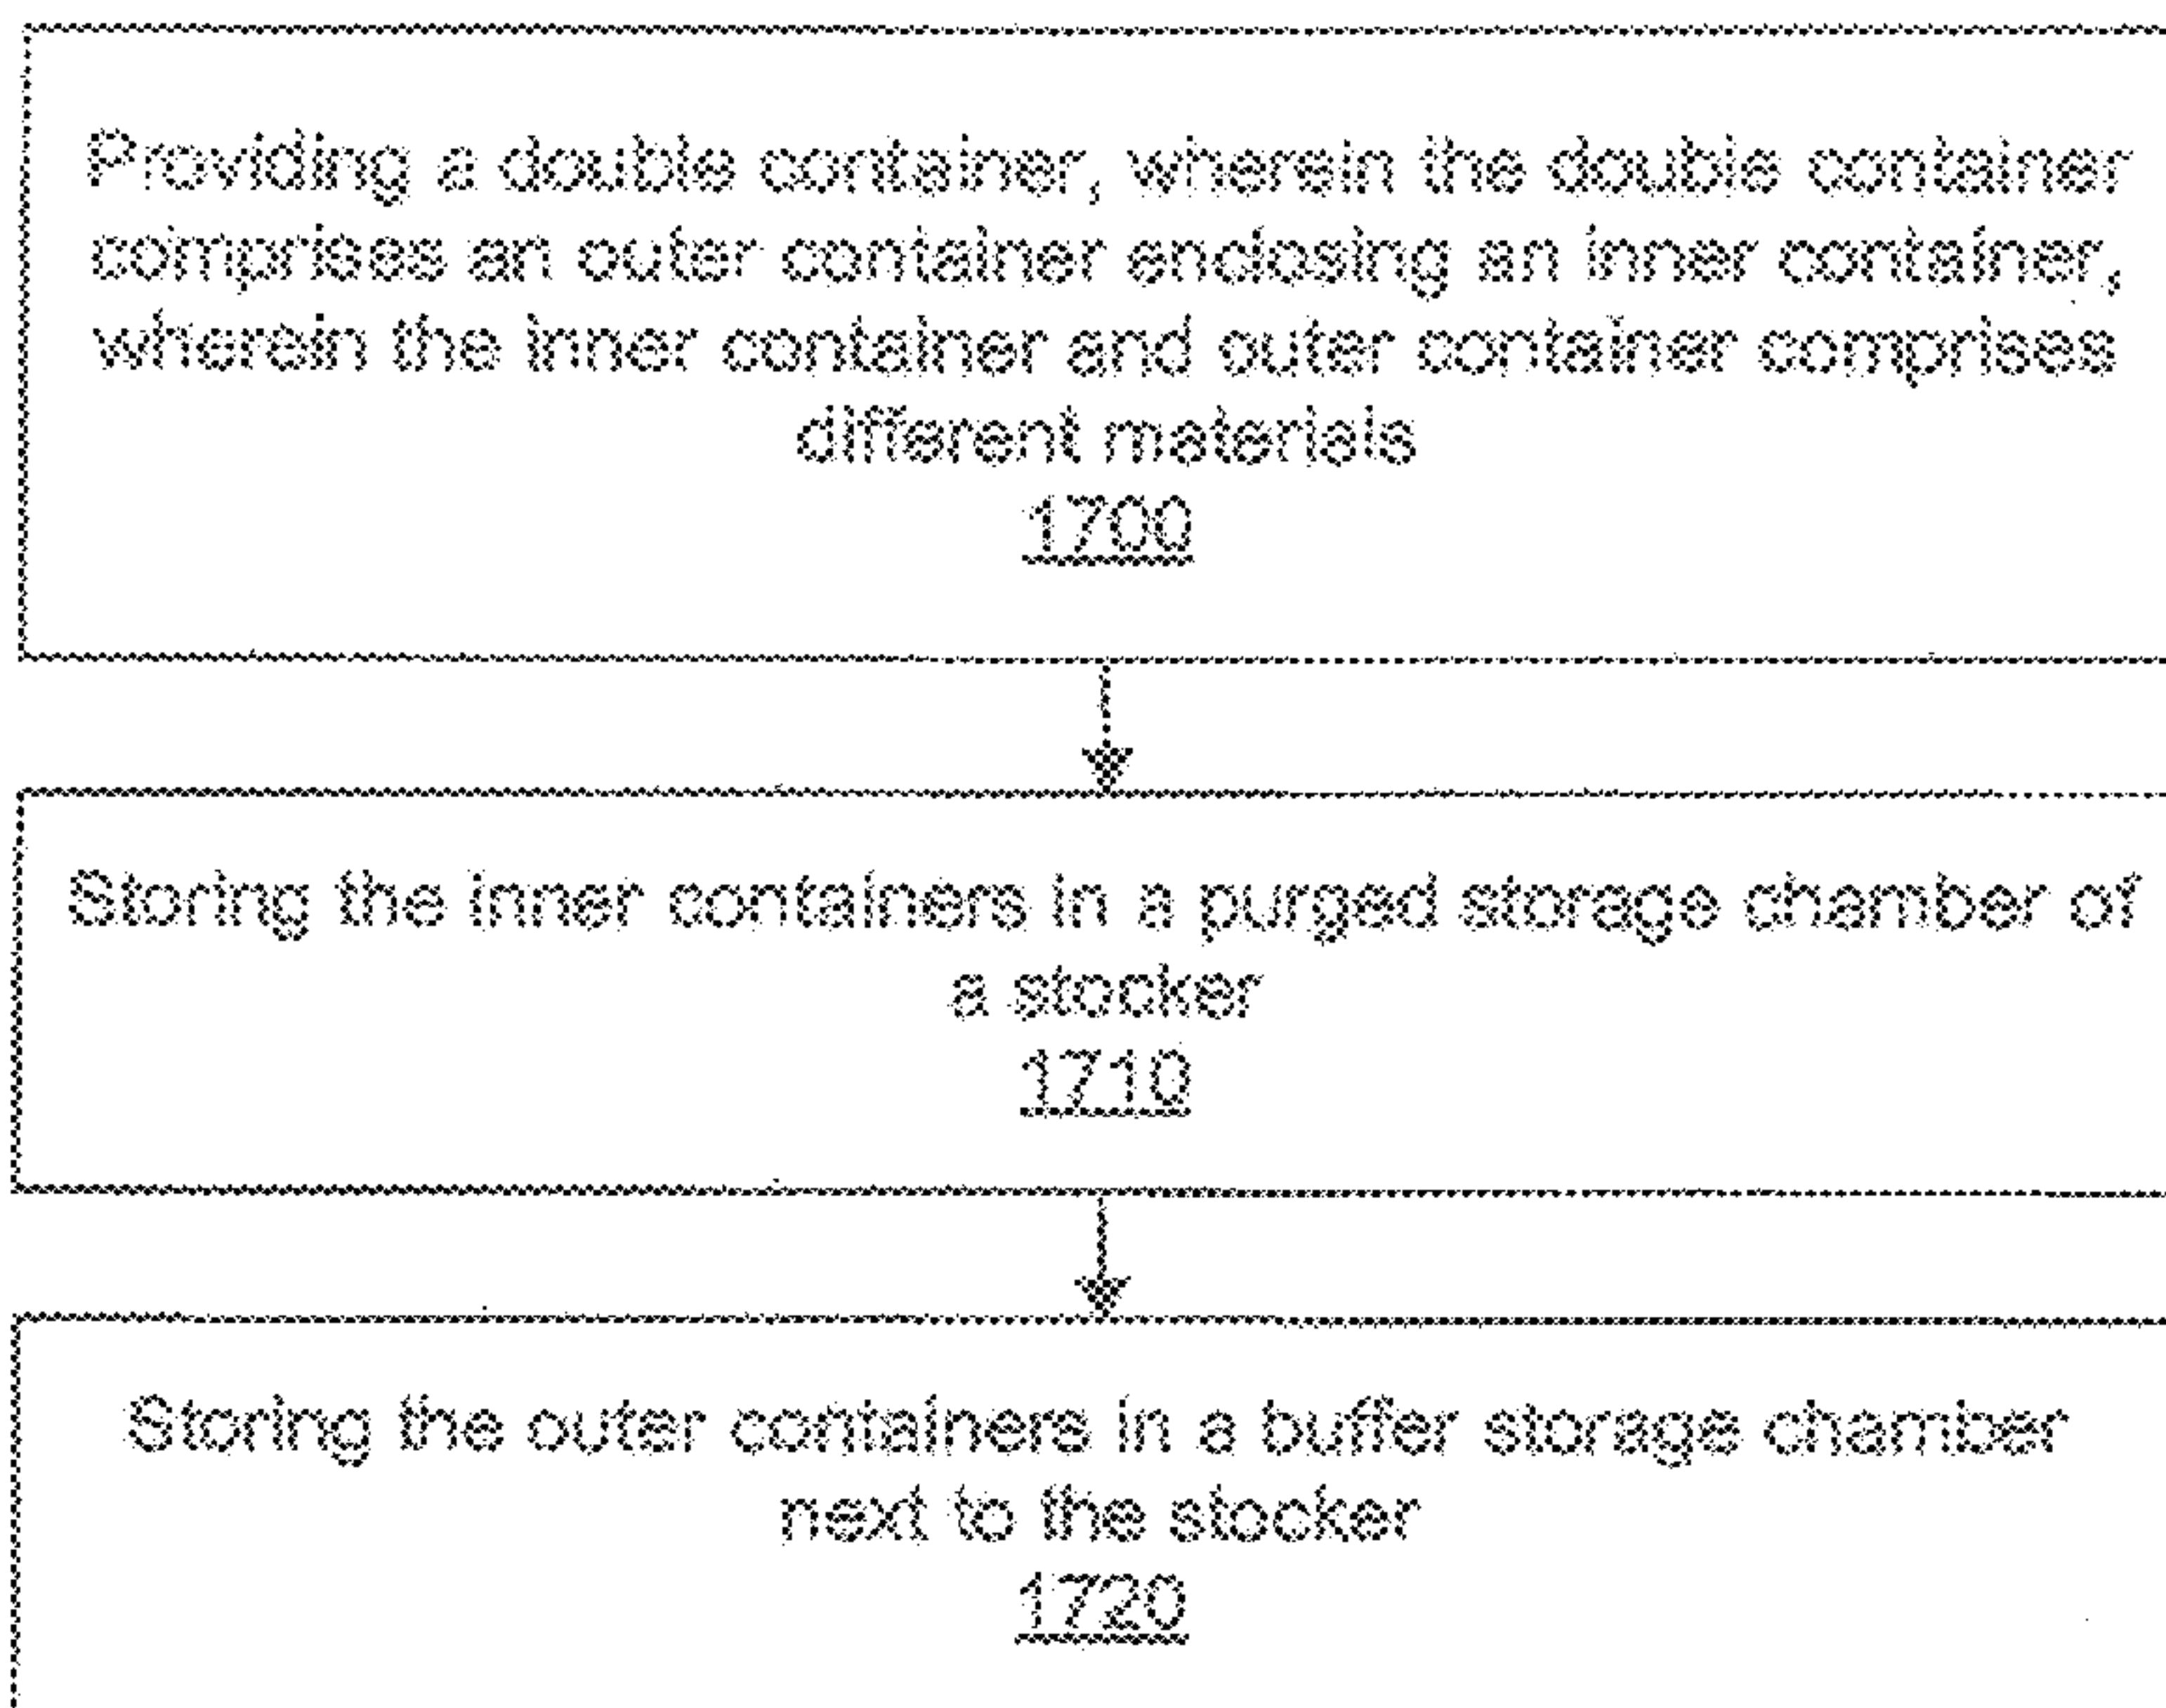 Providing a double container, wherein the double container
comprises an outer container enclosing an inner container,
wherein the inner container and outer container comprises
different materials
1700
Storing the inner containers in a purged storage chamber of
a stocker
1710
Storing the outer containers in a buffer storage chamber
next to the stocker
1720